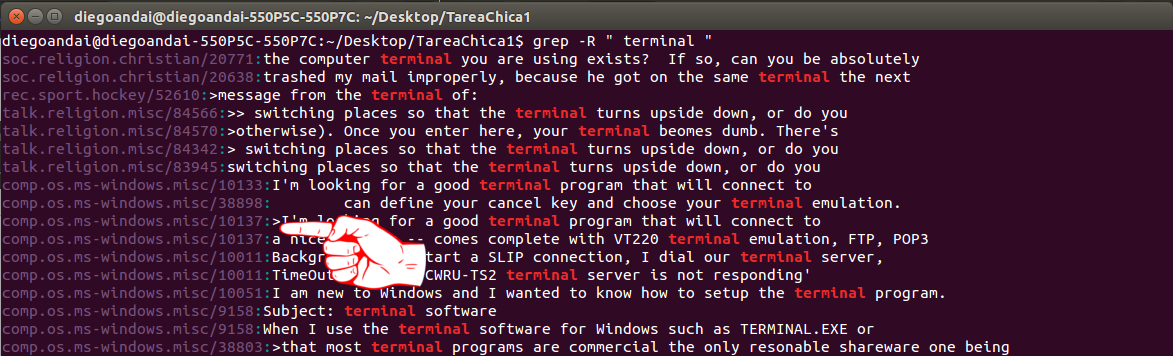 diegoandai@diegoandai-550P5C-550P7C: ~/Desktop/TareaChica1
diegoandai@diegoandai-550P5C-550P7C:~/Desktop/TareaChica1$ grep -R " terminal "
soc.religion.christian/20771:the computer terminal you are using exists?  If so, can you be absolutely
soc.religion.christian/20638:trashed my mail improperly, because he got on the same terminal the next
rec.sport.hockey/52610:>message from the terminal of:
talk.religion.misc/84566:>> switching places so that the terminal turns upside down, or do you
talk.religion.misc/84570:>otherwise). Once you enter here, your terminal beomes dumb. There's
talk.religion.misc/84342:> switching places so that the terminal turns upside down, or do you
talk.religion.misc/83945:switching places so that the terminal turns upside down, or do you
comp.os.ms-windows.misc/10133:I'm looking for a good terminal program that will connect to
comp.os.ms-windows.misc/38898:        can define your cancel key and choose your terminal emulation.
comp.os.ms-windows.misc/10137:>I'm looking for a good terminal program that will connect to
comp.os.ms-windows.misc/10137:a nice -- comes complete with VT220 terminal emulation, FTP, POP3
comp.os.ms-windows.misc/10011:start a SLIP connection, I dial our terminal server,
comp.os.ms-windows.misc/10011:CWRU-TS2 terminal server is not responding'
comp.os.ms-windows.misc/10051:I am new to Windows and I wanted to know how to setup the terminal program.
comp.os.ms-windows.misc/9158:Subject: terminal software
comp.os.ms-windows.misc/9158:When I use the terminal software for Windows such as TERMINAL.EXE or
comp.os.ms-windows.misc/38803:>that most terminal programs are commercial the only resonable shareware one being